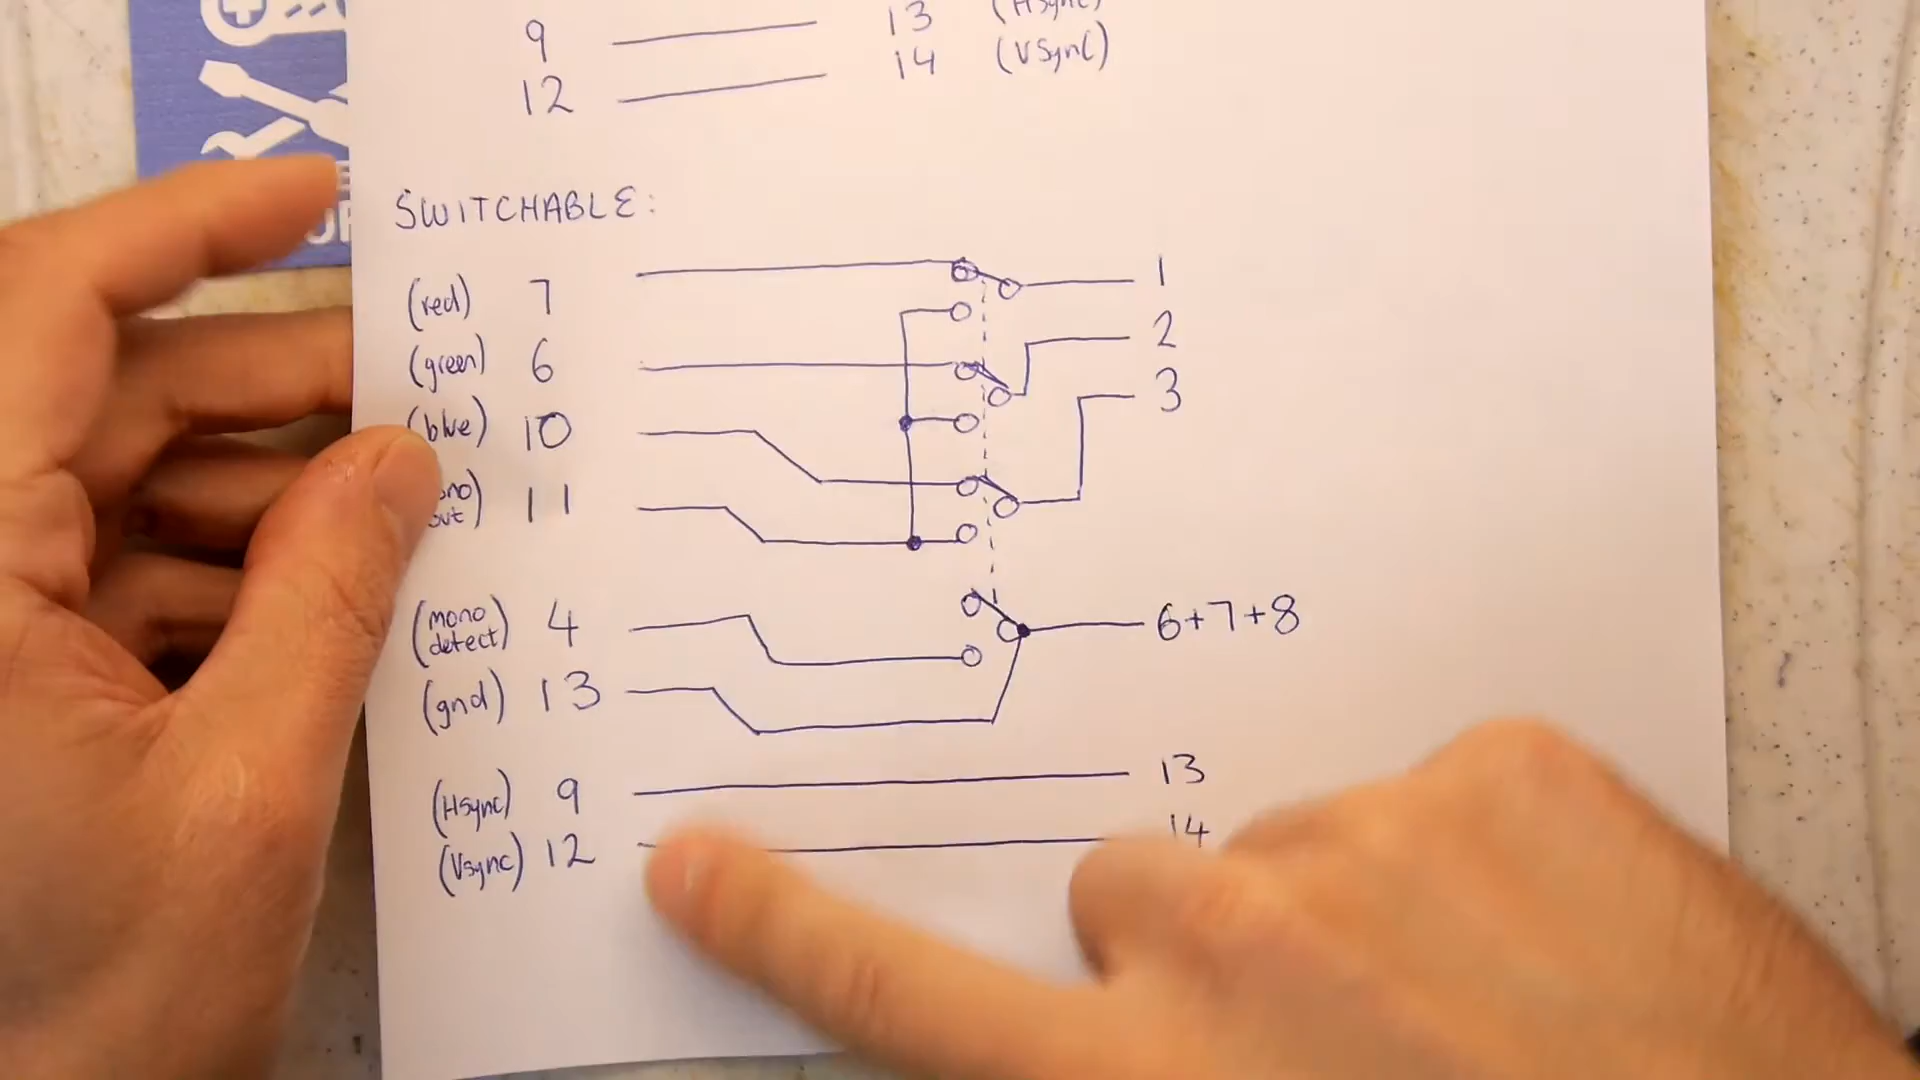 9 13 (Hsync)
12 14 (VSync)
SWITCHABLE:
(red) 7 1
(green) 6 2
(blue) 10 3
11
(mono detect) 4 6+7+8
(gnd) 13
(Hsync) 9 13
(Vsync) 12 14